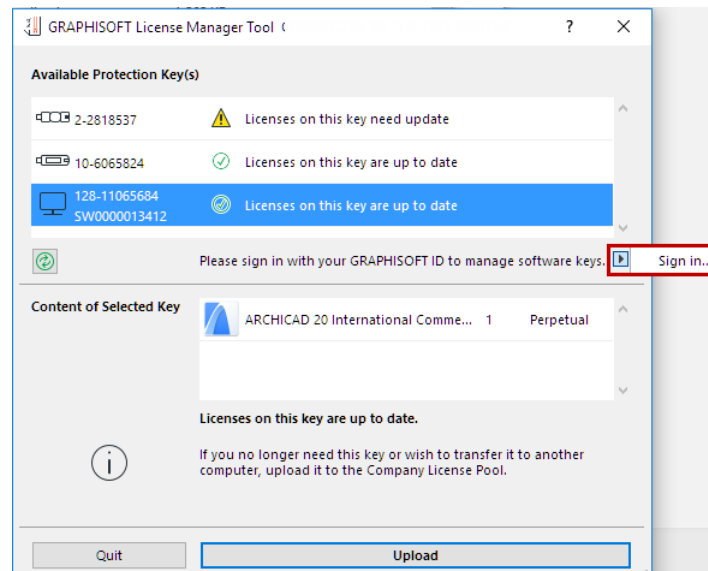 GRAPHISOFT License Manager Tool
? ×
Available Protection Key(s)
2-2818537 Licenses on this key need update
10-6065824 Licenses on this key are up to date
128-11065684
SW0000013412
Licenses on this key are up to date
Please sign in with your GRAPHISOFT ID to manage software keys.
Sign in...
Content of Selected Key
ARCHICAD 20 International Comme... 1 Perpetual
Licenses on this key are up to date.
If you no longer need this key or wish to transfer it to another
computer, upload it to the Company License Pool.
Quit
Upload